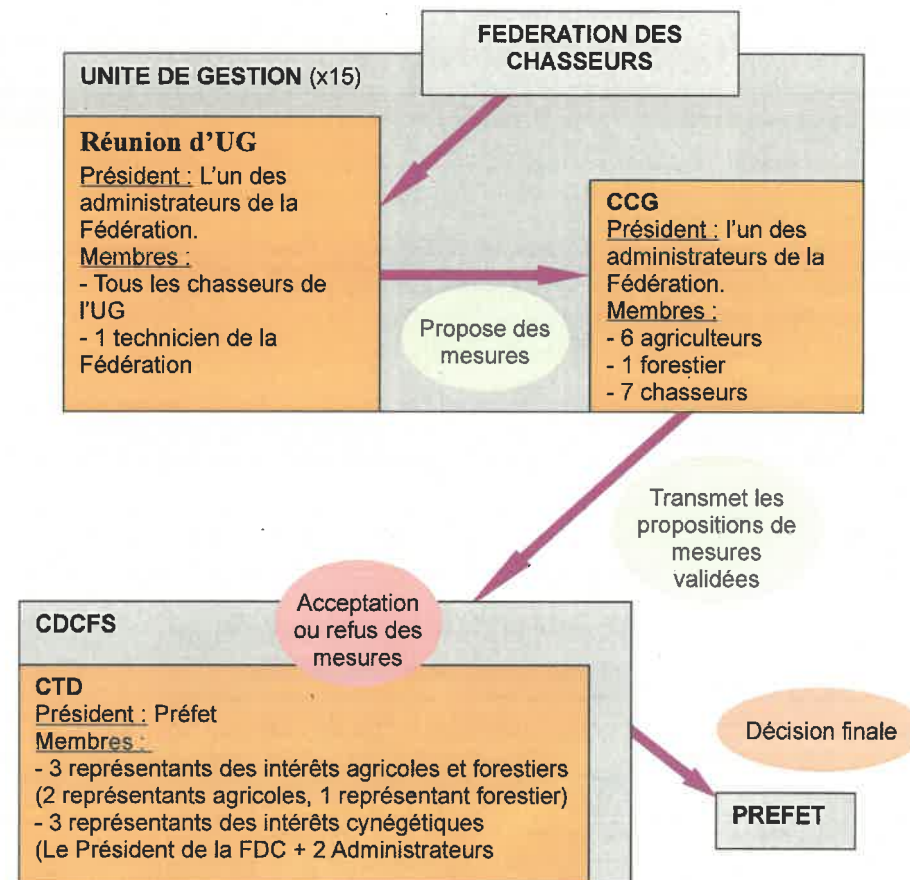 FEDERATION DES
CHASSEURS
UNITE DE GESTION (x15)
Réunion d'UG
Président : L'un des
administrateurs de la
Fédération.
Membres :
- Tous les chasseurs de
l'UG
- 1 technicien de la
Fédération
Propose des
mesures
CCG
Président : l'un des
administrateurs de la
Fédération.
Membres :
- 6 agriculteurs
- 1 forestier
- 7 chasseurs
Transmet les
propositions de
mesures
validées
Acceptation
ou refus des
mesures
CDCFS
CTD
Président : Préfet
Membres :
- 3 représentants des intérêts agricoles et forestiers
(2 représentants agricoles, 1 représentant forestier)
- 3 représentants des intérêts cynégétiques
(Le Président de la FDC + 2 Administrateurs
Décision finale
PREFET